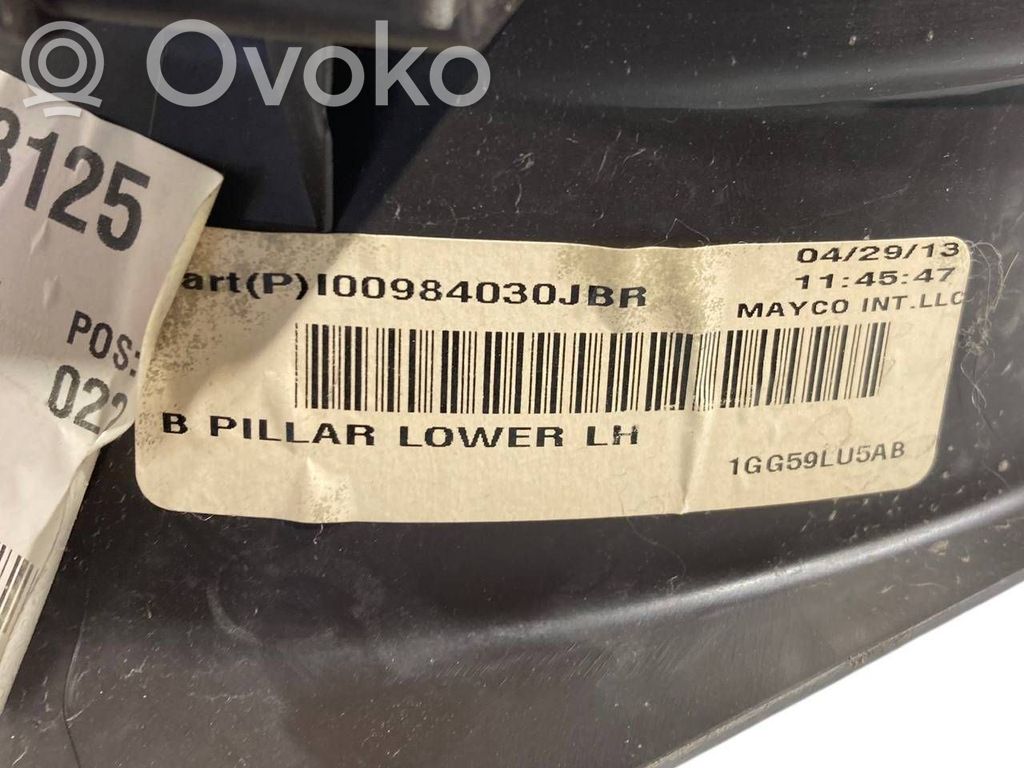 Ovoko
3125
POS:
022
art(P)I00984030JBR
04/29/13
11:45:47
MAYCO INT.LLC
B PILLAR LOWER LH
1GG59LU5AB